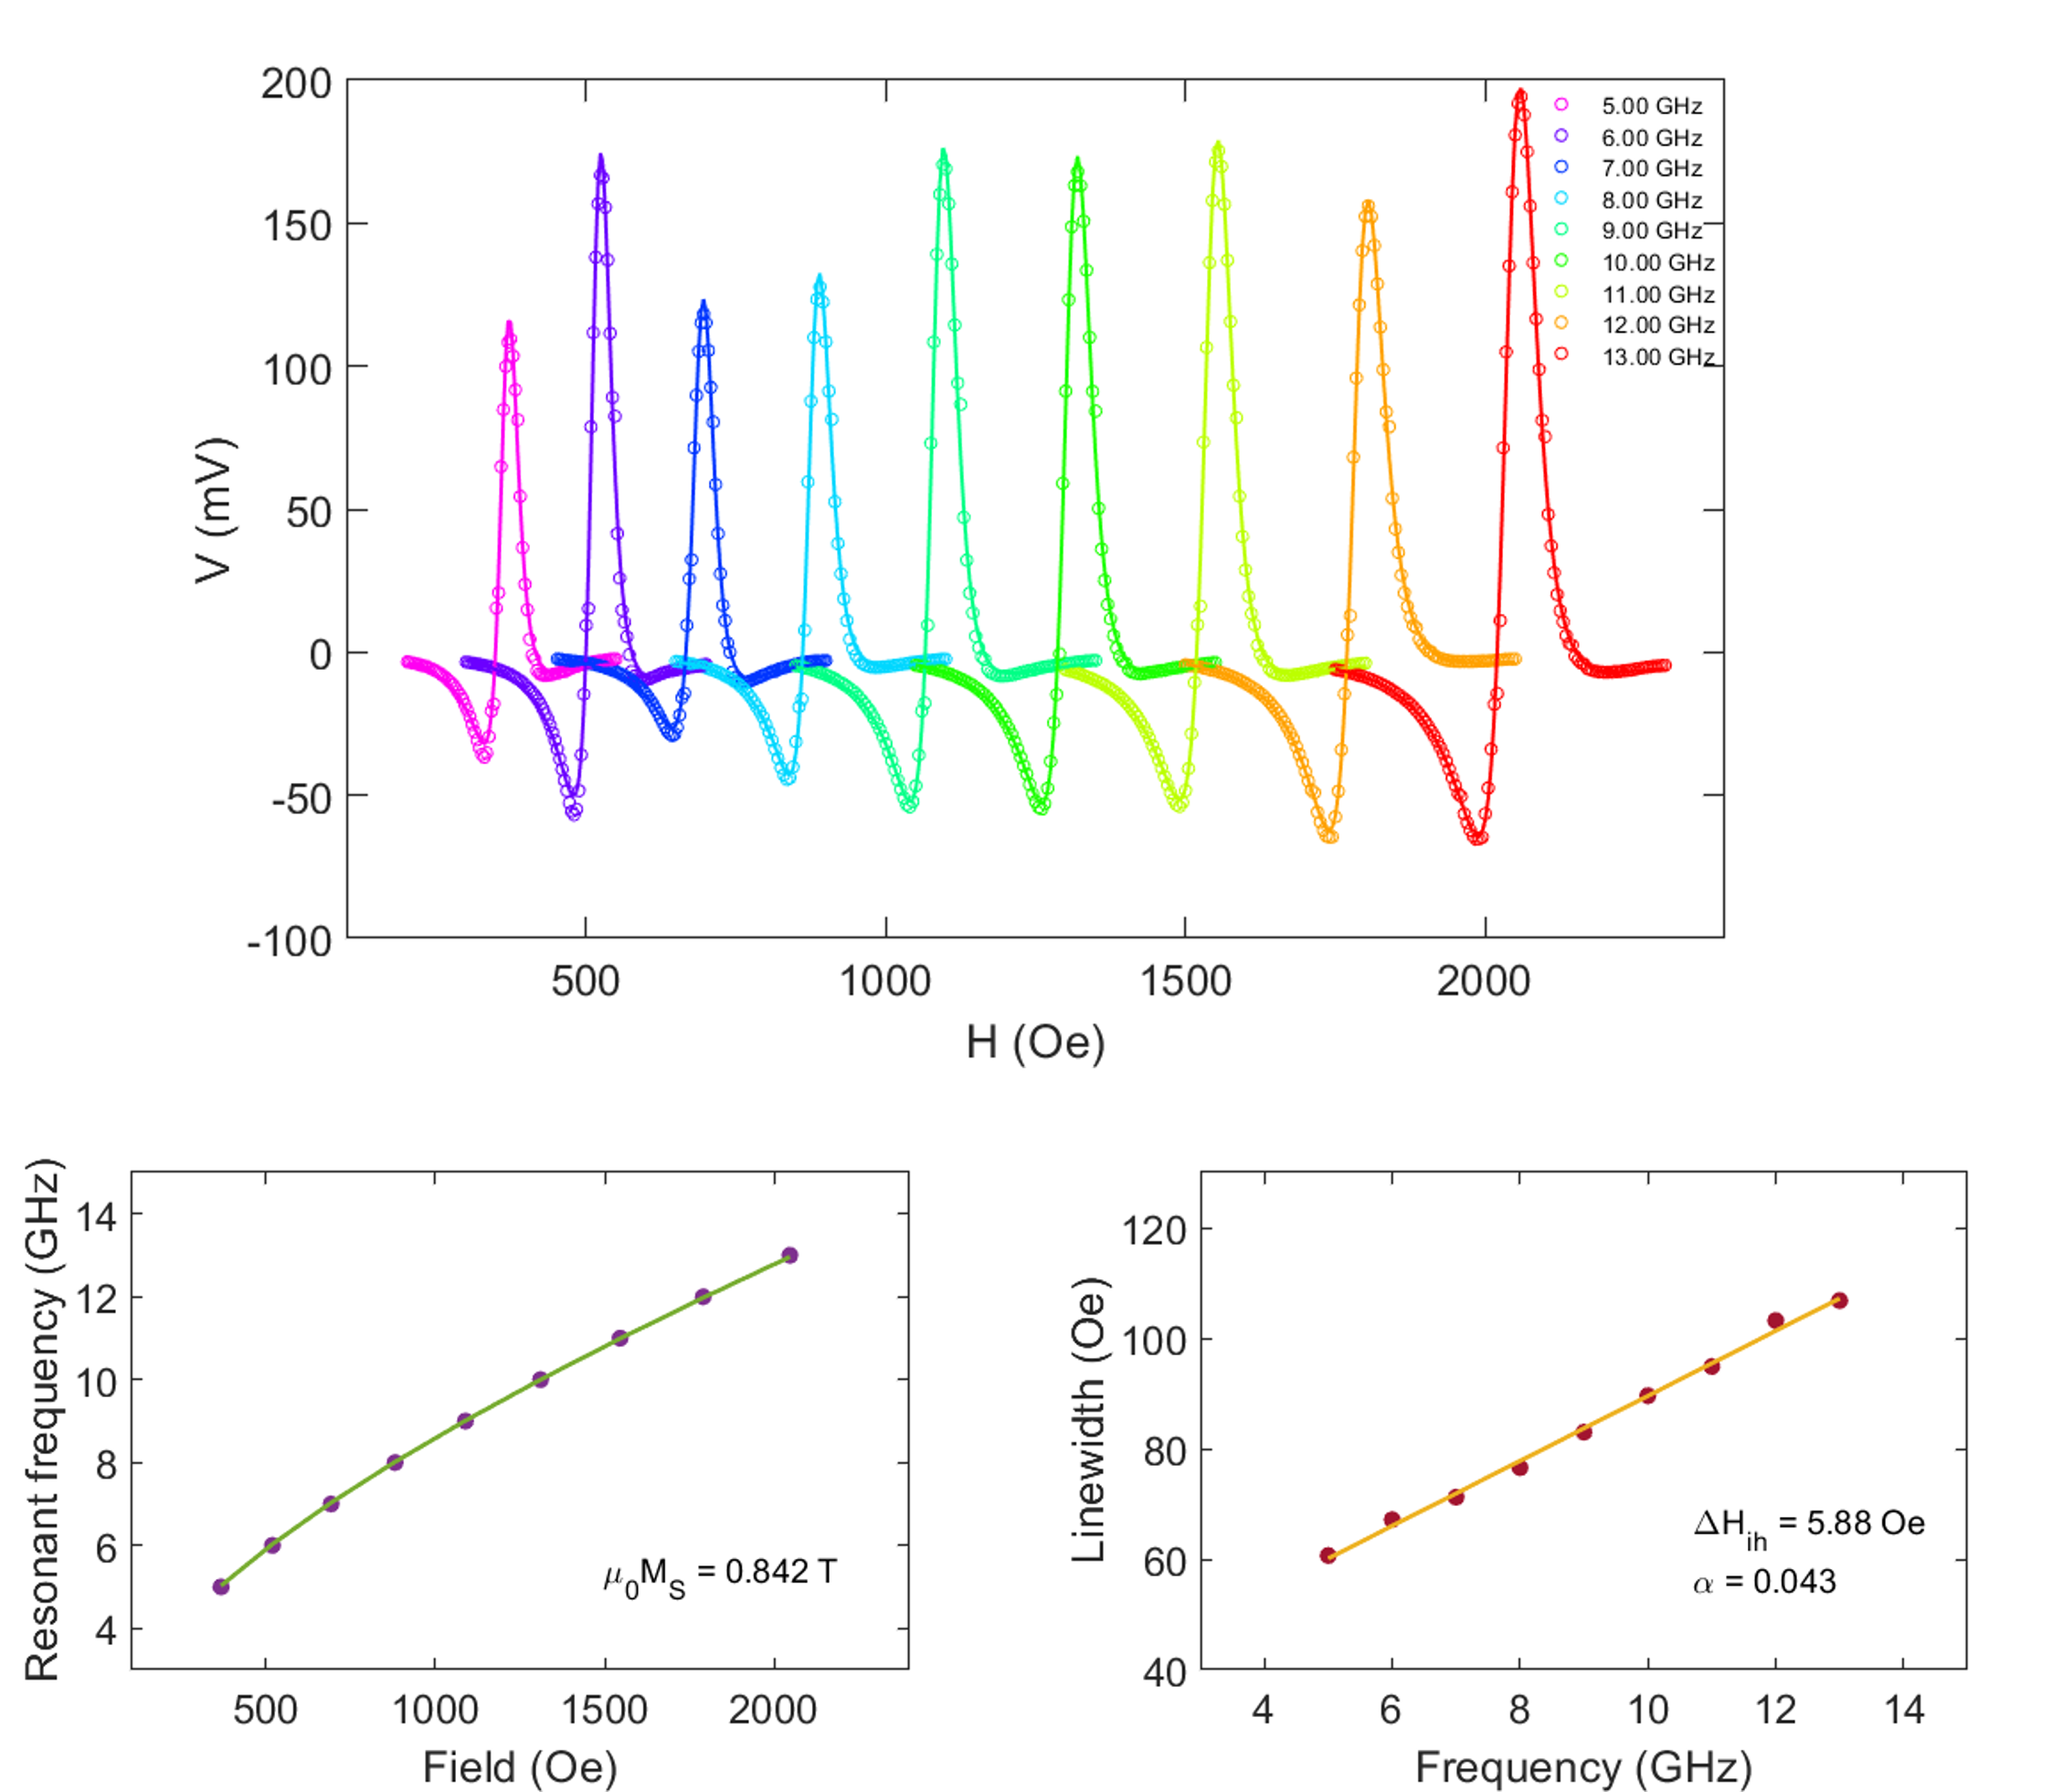 200
150
100
50
0
-50
-100
V (mV)
5.00 GHz
6.00 GHz
7.00 GHz
8.00 GHz
9.00 GHz
10.00 GHz
11.00 GHz
12.00 GHz
13.00 GHz
500 1000 1500 2000
H (Oe)
Resonant frequency (GHz)
14
12
10
8
6
4
μ0MS = 0.842 T
500 1000 1500 2000
Field (Oe)
Linewidth (Oe)
120
100
80
60
40
ΔHih = 5.88 Oe
α = 0.043
4 6 8 10 12 14
Frequency (GHz)